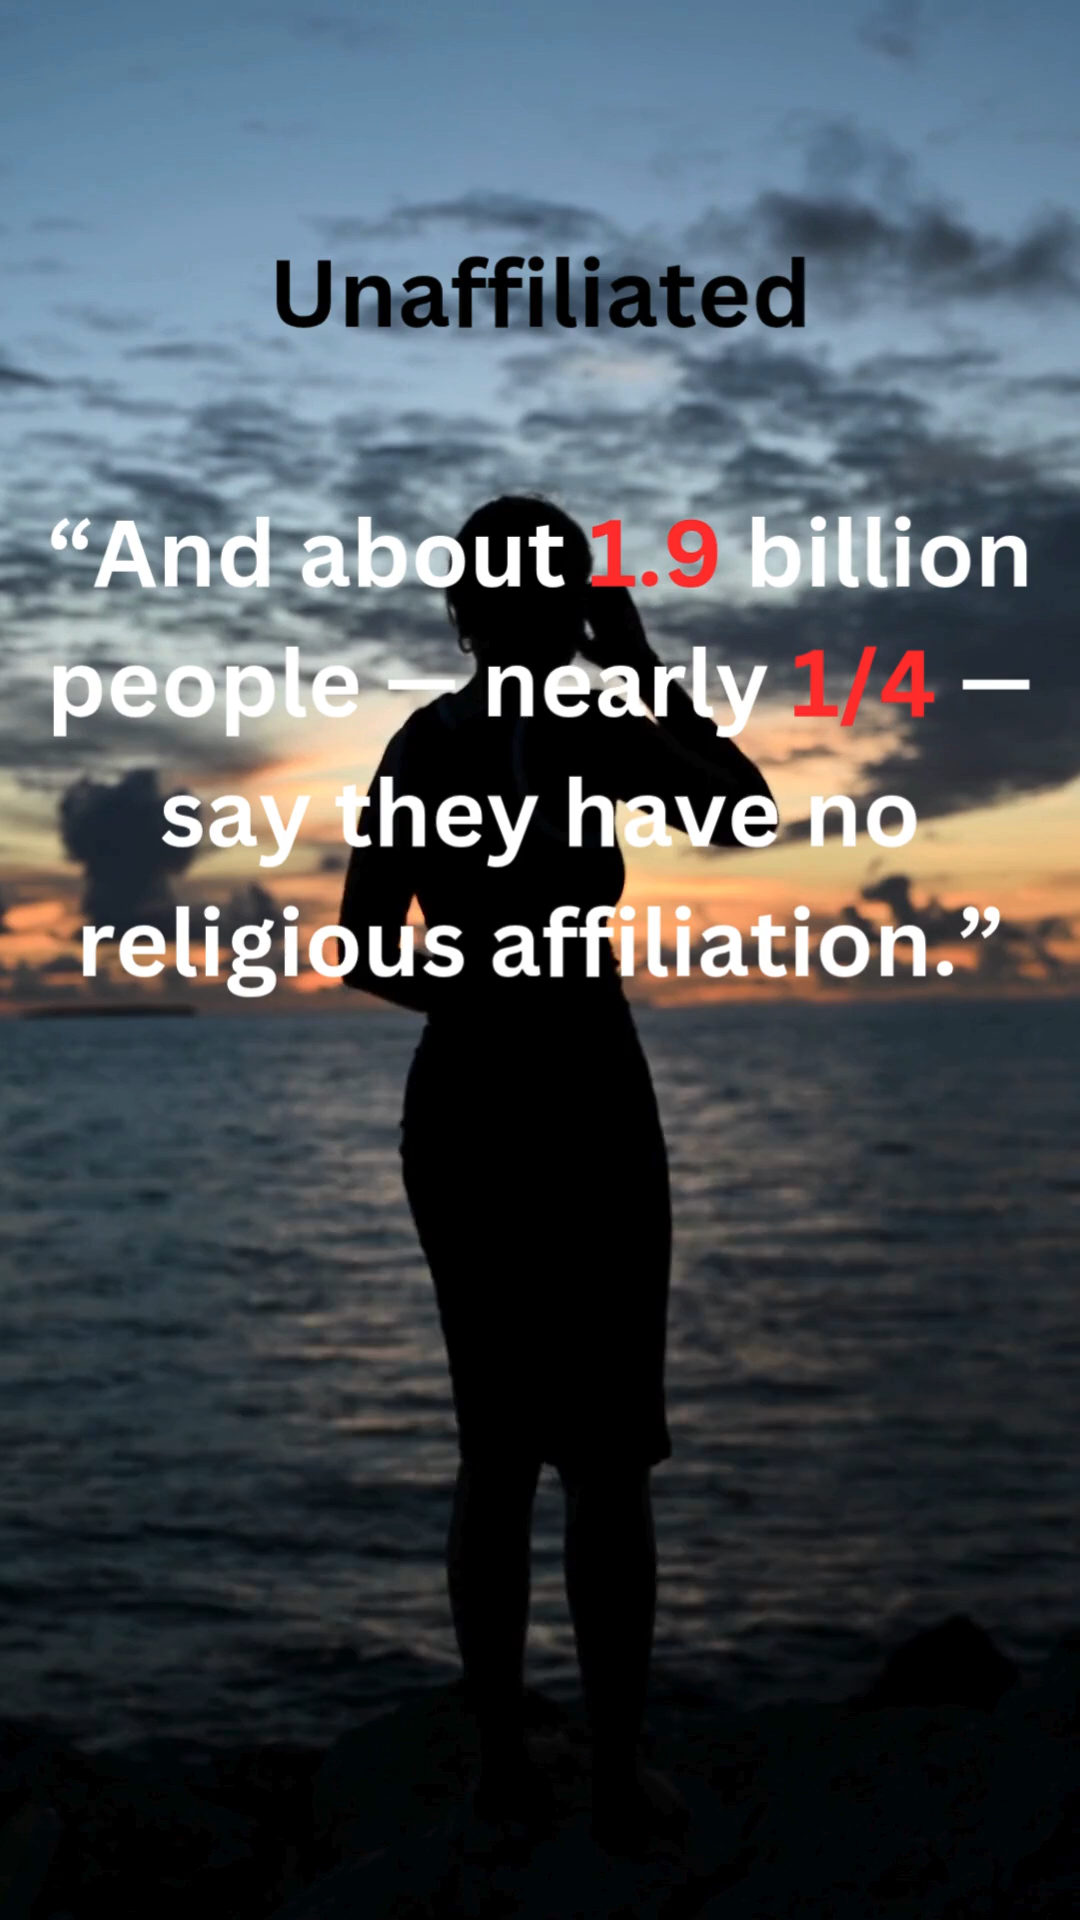 Unaffiliated
“And about 1.9 billion
people — nearly 1/4 —
say they have no
religious affiliation.”